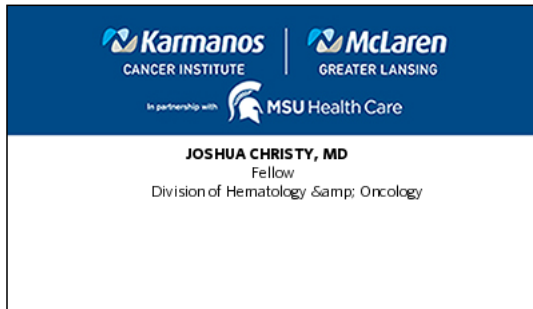 Karmanos
CANCER INSTITUTE
McLaren
GREATER LANSING
In partnership with MSU Health Care
JOSHUA CHRISTY, MD
Fellow
Division of Hematology &amp; Oncology